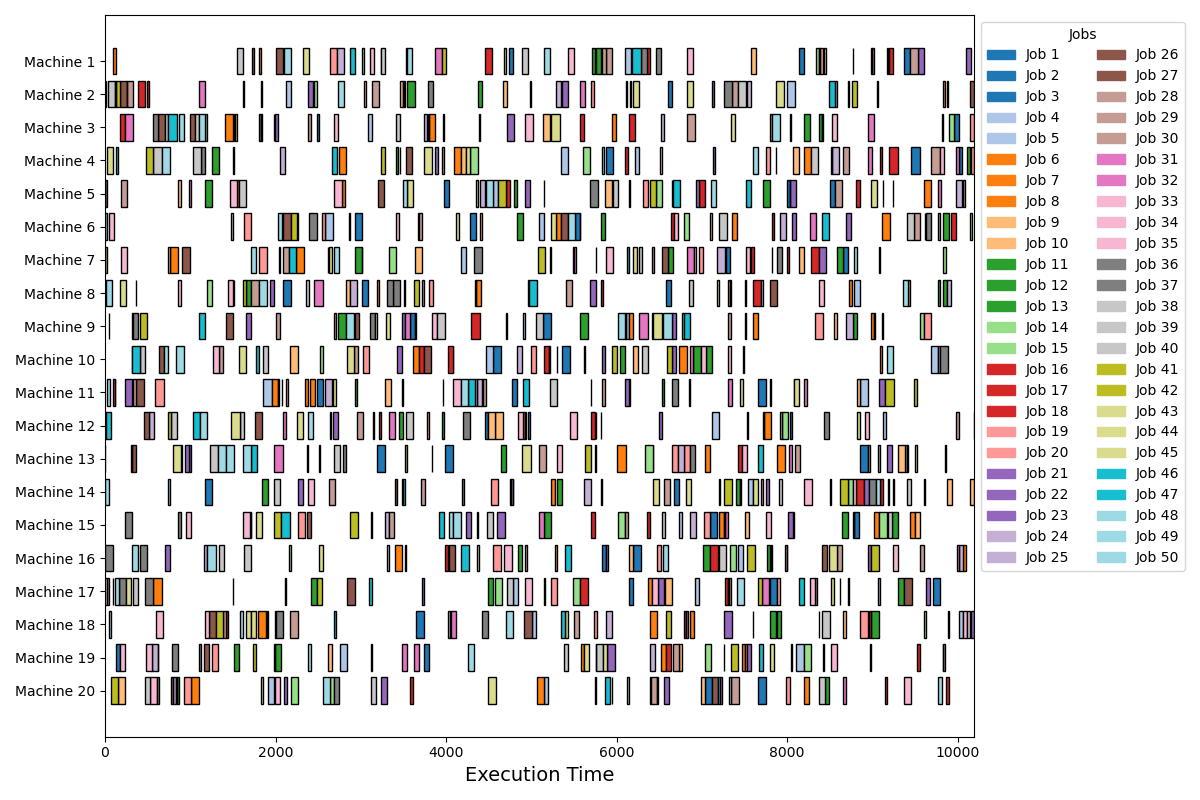 Machine 1
Machine 2
Machine 3
Machine 4
Machine 5
Machine 6
Machine 7
Machine 8
Machine 9
Machine 10
Machine 11
Machine 12
Machine 13
Machine 14
Machine 15
Machine 16
Machine 17
Machine 18
Machine 19
Machine 20
0 2000 4000 6000 8000 10000
Execution Time
Jobs
Job 1
Job 2
Job 3
Job 4
Job 5
Job 6
Job 7
Job 8
Job 9
Job 10
Job 11
Job 12
Job 13
Job 14
Job 15
Job 16
Job 17
Job 18
Job 19
Job 20
Job 21
Job 22
Job 23
Job 24
Job 25
Job 26
Job 27
Job 28
Job 29
Job 30
Job 31
Job 32
Job 33
Job 34
Job 35
Job 36
Job 37
Job 38
Job 39
Job 40
Job 41
Job 42
Job 43
Job 44
Job 45
Job 46
Job 47
Job 48
Job 49
Job 50